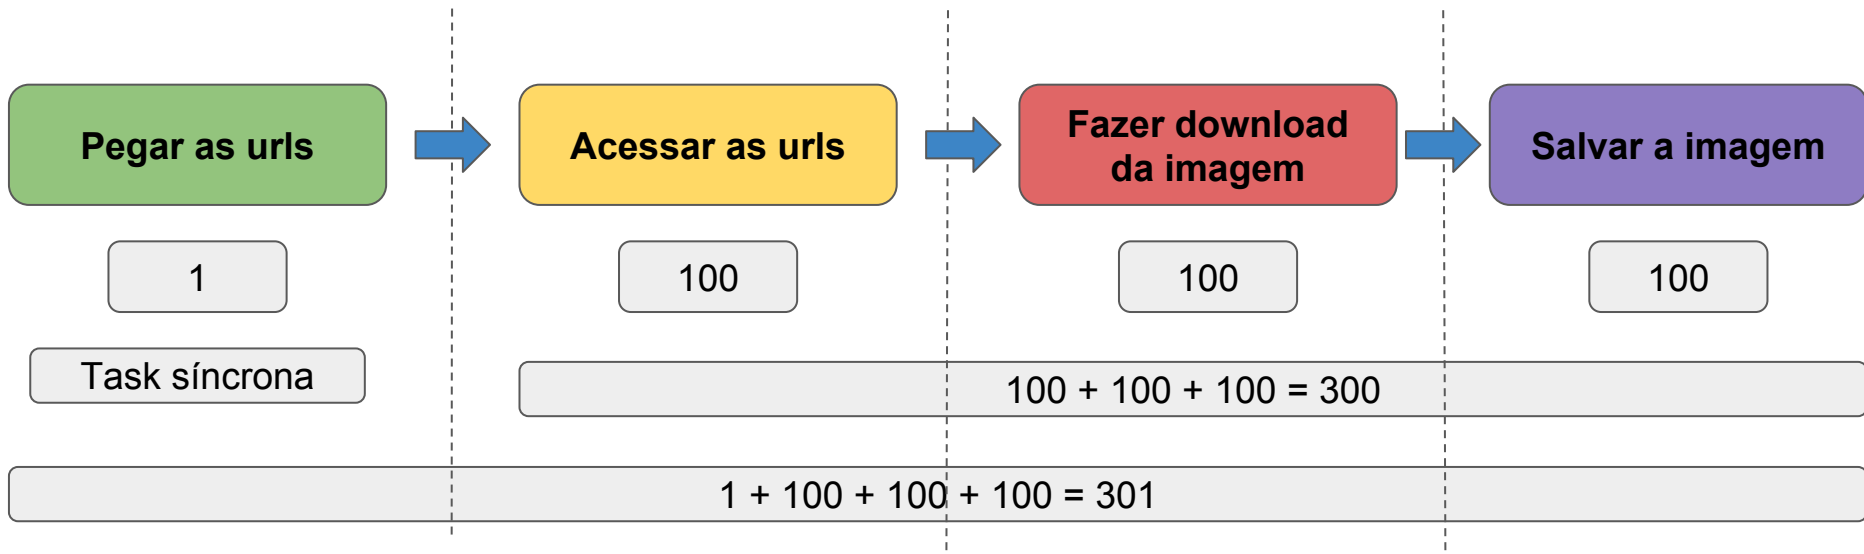 Pegar as urls
Acessar as urls
Fazer download
da imagem
Salvar a imagem
1
100
100
100
Task síncrona
100 + 100 + 100 = 300
1 + 100 + 100 + 100 = 301